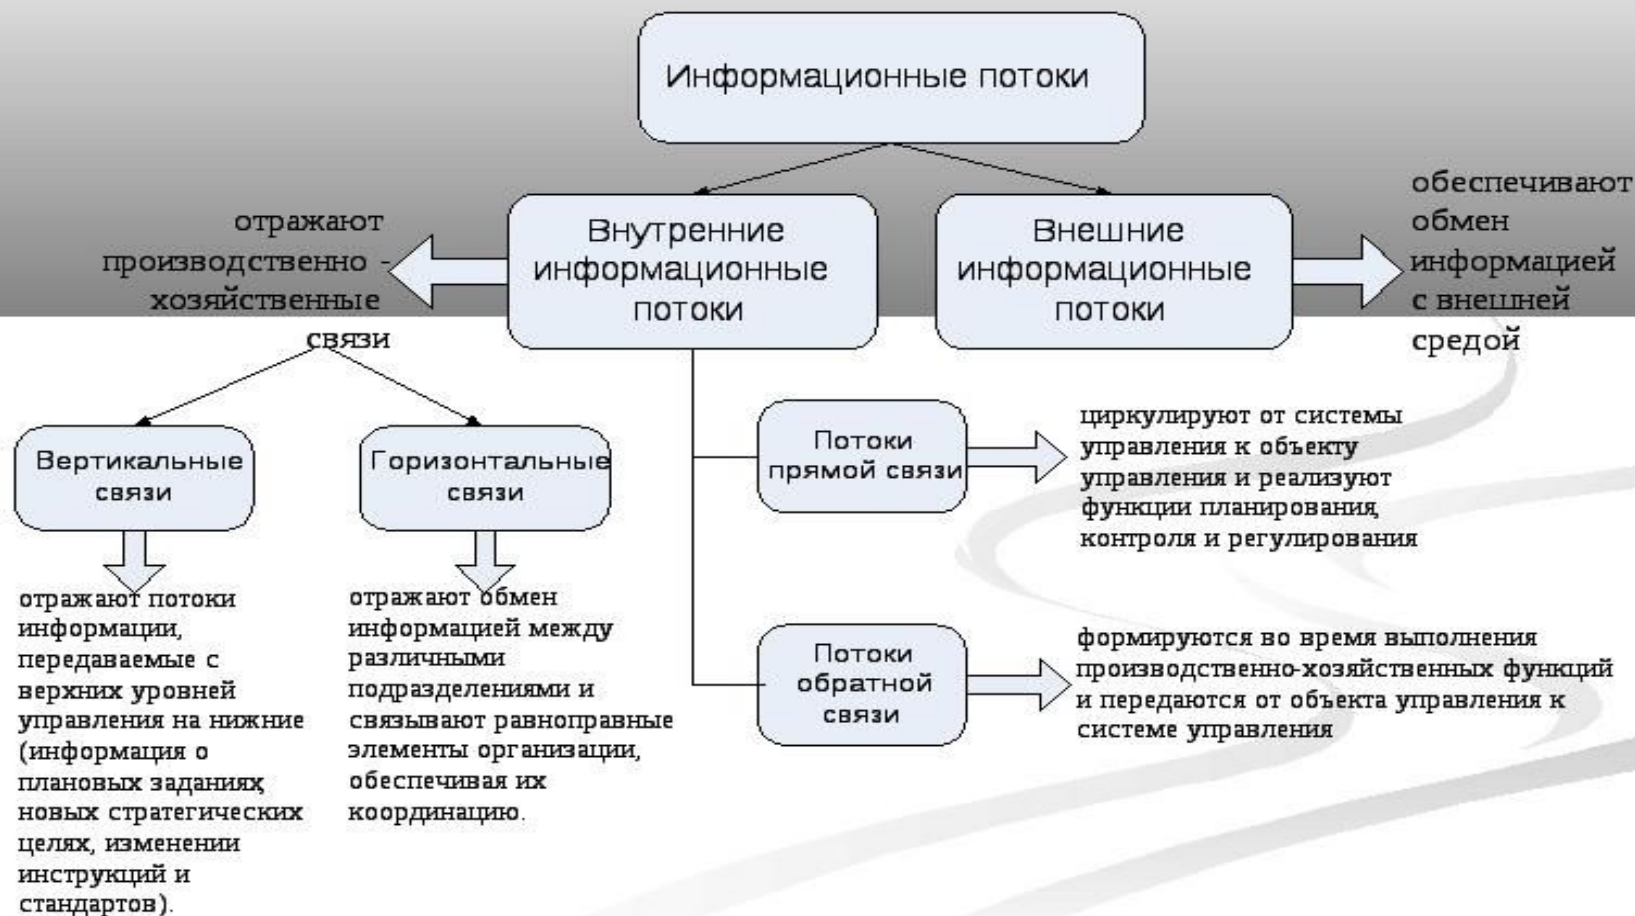 Информационные потоки
отражают
производственно -
хозяйственные
связи
Внутренние
информационные
потоки
Внешние
информационные
потоки
обеспечивают
обмен
информацией
с внешней
средой
Вертикальные
связи
Горизонтальные
связи
Потоки
прямой связи
циркулируют от системы
управления к объекту
управления и реализуют
функции планирования,
контроля и регулирования
отражают потоки
информации,
передаваемые с
верхних уровней
управления на нижние
(информация о
плановых заданиях,
новых стратегических
целях, изменении
инструкций и
стандартов).
отражают обмен
информацией между
различными
подразделениями и
связывают равноправные
элементы организации,
обеспечивая их
координацию.
Потоки
обратной
связи
формируются во время выполнения
производственно-хозяйственных функций
и передаются от объекта управления к
системе управления